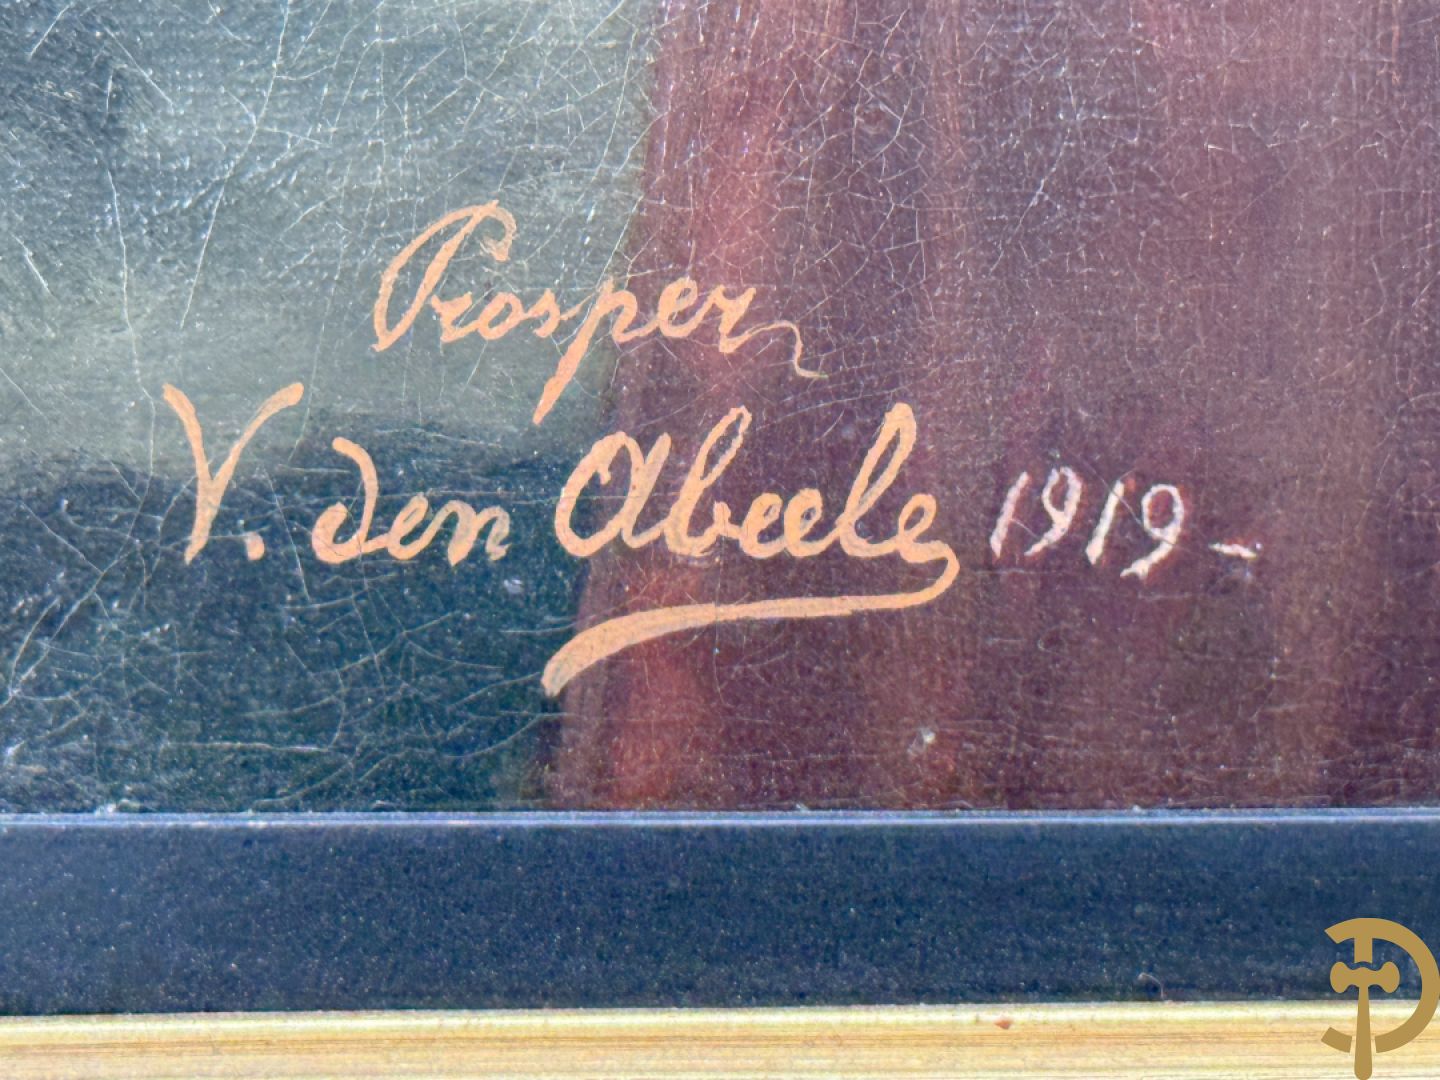 Prosper
V. den Abeele 1919-